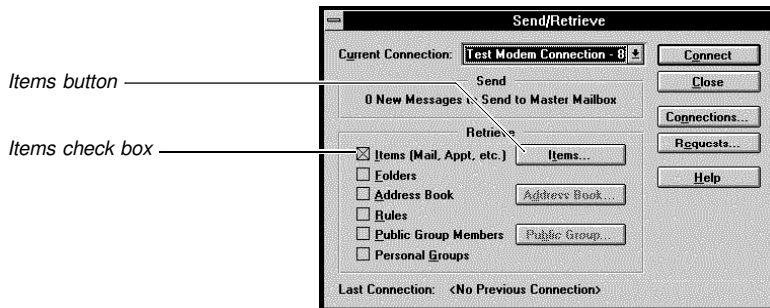 Send/Retrieve
Current Connection: Test Modem Connection - 8
Connect
Items button
Send
Close
0 New Messages to Send to Master Mailbox
Connections...
Retrieve
Requests...
Items check box
Items (Mail, Appt, etc.) Items...
Folders
Help
Address Book Address Book...
Rules
Public Group Members Public Group...
Personal Groups
Last Connection: <No Previous Connection>